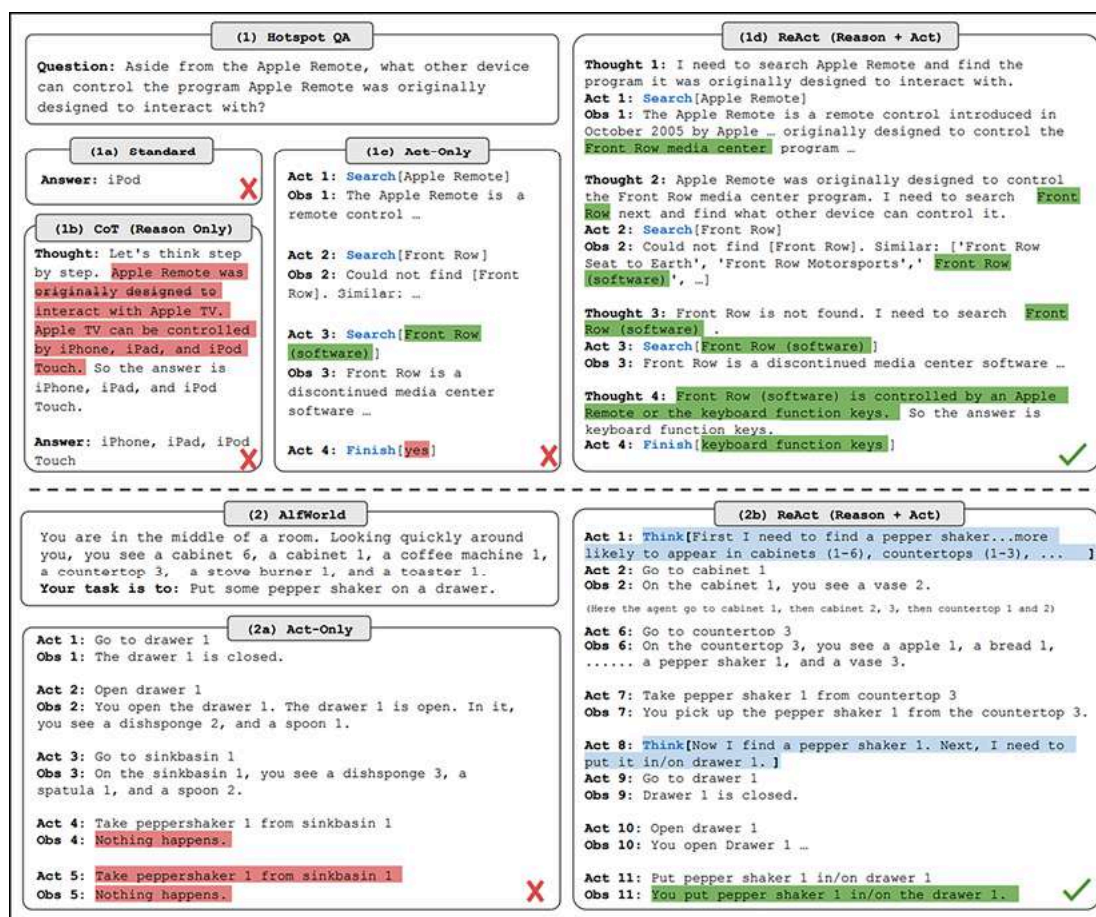 (1) Hotspot QA
Question: Aside from the Apple Remote, what other device
can control the program Apple Remote was originally
designed to interact with?
(1a) Standard
Answer: iPod
(1b) CoT (Reason Only)
Thought: Let's think step
by step. Apple Remote was
originally designed to
interact with Apple TV.
Apple TV can be controlled
by iPhone, iPad, and iPod
Touch. So the answer is
iPhone, iPad, and iPod
Touch.
Answer: iPhone, iPad, iPod
Touch
(1c) Act-Only
Act 1: Search[Apple Remote]
Obs 1: The Apple Remote is a
remote control …
Act 2: Search[Front Row]
Obs 2: Could not find [Front
Row]. Similar: …
Act 3: Search[Front Row
(software)]
Obs 3: Front Row is a
discontinued media center
software …
Act 4: Finish[yes]
(1d) ReAct (Reason + Act)
Thought 1: I need to search Apple Remote and find the
program it was originally designed to interact with.
Act 1: Search[Apple Remote]
Obs 1: The Apple Remote is a remote control introduced in
October 2005 by Apple … originally designed to control the
Front Row media center program …
Thought 2: Apple Remote was originally designed to control
the Front Row media center program. I need to search Front
Row next and find what other device can control it.
Act 2: Search[Front Row]
Obs 2: Could not find [Front Row]. Similar: ['Front Row
Seat to Earth', 'Front Row Motorsports',' Front Row
(software)', …]
Thought 3: Front Row is not found. I need to search Front
Row (software) .
Act 3: Search[Front Row (software)]
Obs 3: Front Row is a discontinued media center software …
Thought 4: Front Row (software) is controlled by an Apple
Remote or the keyboard function keys. So the answer is
keyboard function keys.
Act 4: Finish[keyboard function keys]
(2) AlfWorld
You are in the middle of a room. Looking quickly around
you, you see a cabinet 6, a cabinet 1, a coffee machine 1,
a countertop 3, a stove burner 1, and a toaster 1.
Your task is to: Put some pepper shaker on a drawer.
(2a) Act-Only
Act 1: Go to drawer 1
Obs 1: The drawer 1 is closed.
Act 2: Open drawer 1
Obs 2: You open the drawer 1. The drawer 1 is open. In it,
you see a dishsponge 2, and a spoon 1.
Act 3: Go to sinkbasin 1
Obs 3: On the sinkbasin 1, you see a dishsponge 3, a
spatula 1, and a spoon 2.
Act 4: Take peppershaker 1 from sinkbasin 1
Obs 4: Nothing happens.
Act 5: Take peppershaker 1 from sinkbasin 1
Obs 5: Nothing happens.
(2b) ReAct (Reason + Act)
Act 1: Think[First I need to find a pepper shaker...more
likely to appear in cabinets (1-6), countertops (1-3), ... ]
Act 2: Go to cabinet 1
Obs 2: On the cabinet 1, you see a vase 2.
(Here the agent go to cabinet 1, then cabinet 2, 3, then countertop 1 and 2)
Act 6: Go to countertop 3
Obs 6: On the countertop 3, you see a apple 1, a bread 1,
...... a pepper shaker 1, and a vase 3.
Act 7: Take pepper shaker 1 from countertop 3
Obs 7: You pick up the pepper shaker 1 from the countertop 3.
Act 8: Think[Now I find a pepper shaker 1. Next, I need to
put it in/on drawer 1. ]
Act 9: Go to drawer 1
Obs 9: Drawer 1 is closed.
Act 10: Open drawer 1
Obs 10: You open Drawer 1 …
Act 11: Put pepper shaker 1 in/on drawer 1
Obs 11: You put pepper shaker 1 in/on the drawer 1.